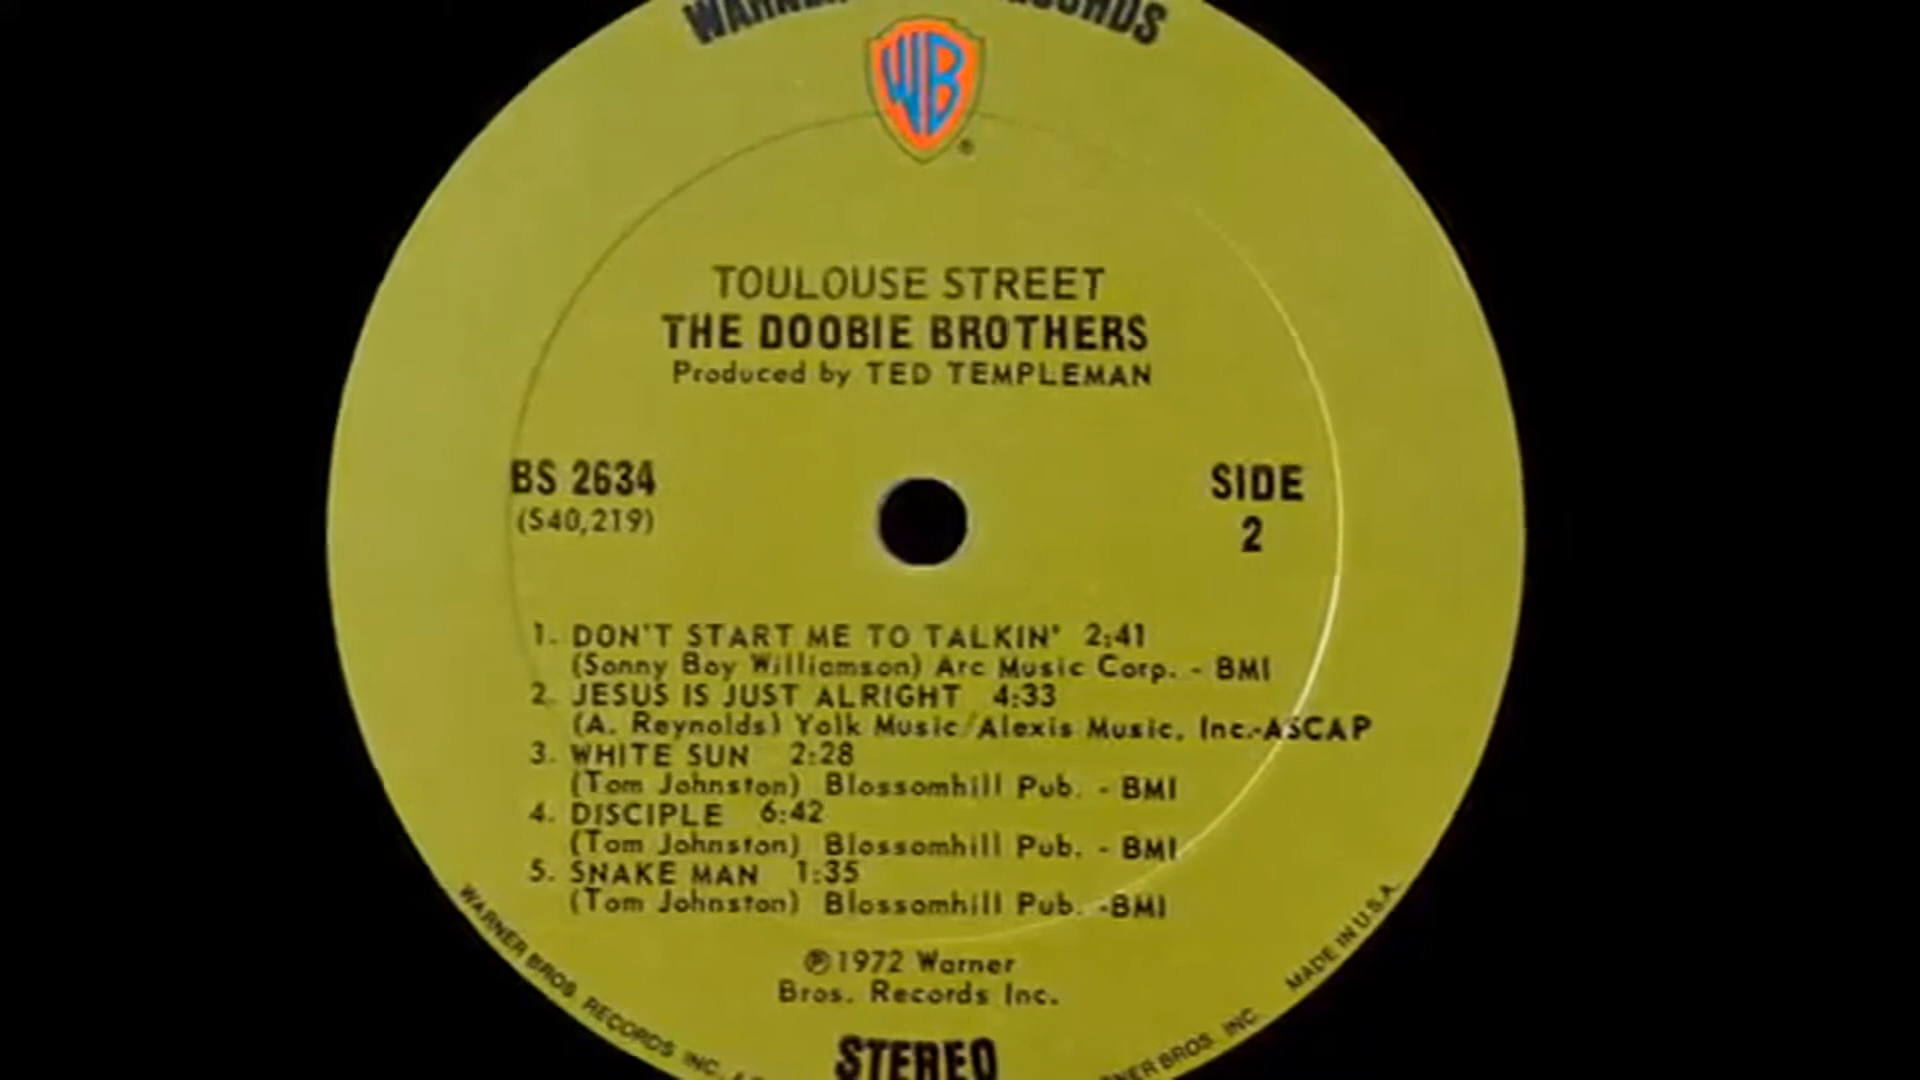 WB
®
TOULOUSE STREET
THE DOOBIE BROTHERS
Produced by TED TEMPLEMAN
BS 2634
(S40,219)
SIDE
2
1. DON'T START ME TO TALKIN' 2:41
(Sonny Boy Williamson) Arc Music Corp. - BMI
2. JESUS IS JUST ALRIGHT 4:33
(A. Reynolds) Yolk Music/Alexis Music, Inc.-ASCAP
3. WHITE SUN 2:28
(Tom Johnston) Blossomhill Pub. - BMI
4. DISCIPLE 6:42
(Tom Johnston) Blossomhill Pub. - BMI
5. SNAKE MAN 1:35
(Tom Johnston) Blossomhill Pub. -BMI
℗1972 Warner
Bros. Records Inc.
STEREO
WARNER BROS. RECORDS INC.,
BROS. INC.
MADE IN U.S.A.